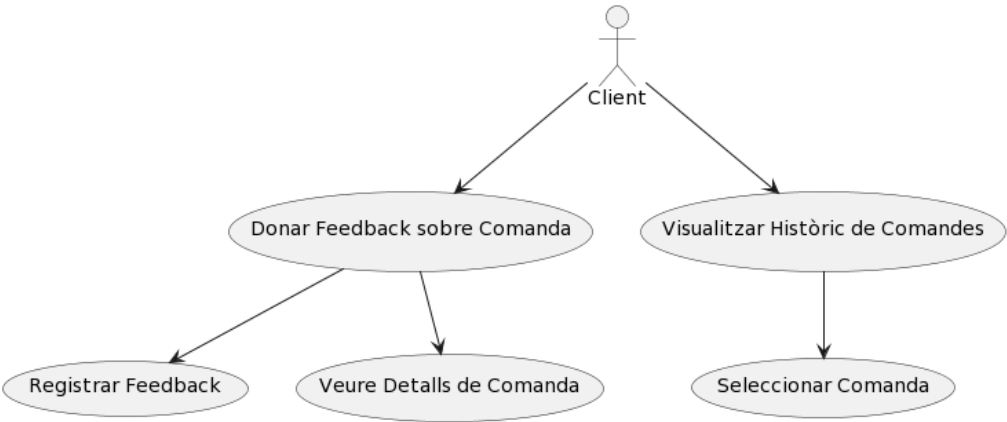 Client
Donar Feedback sobre Comanda
Visualitzar Històric de Comandes
Registrar Feedback
Veure Detalls de Comanda
Seleccionar Comanda